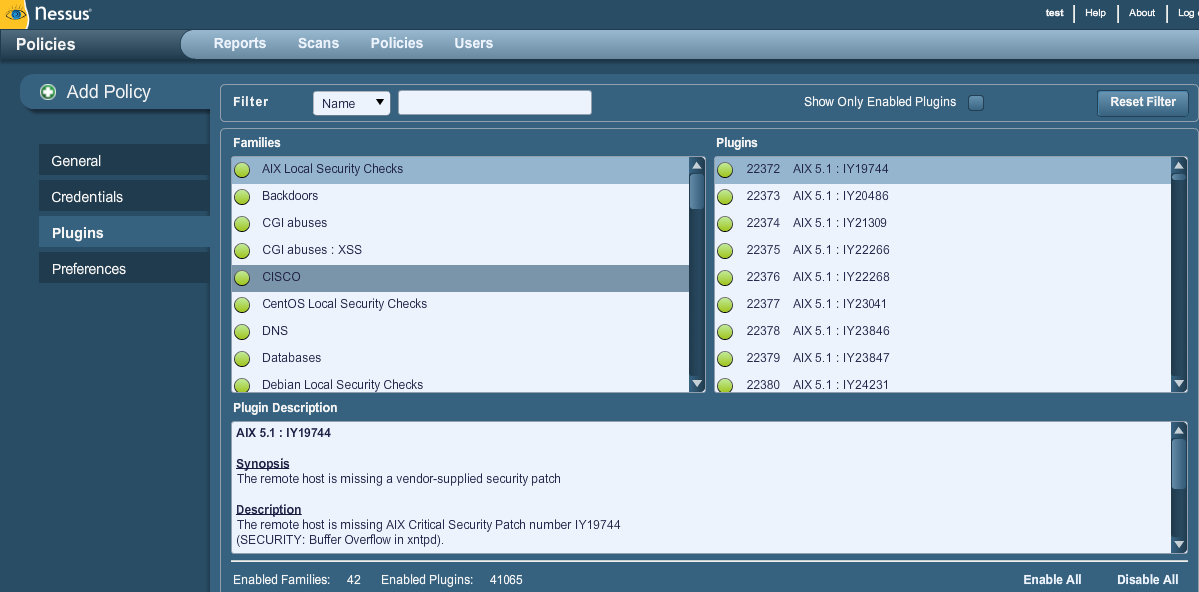 Nessus
test Help About Log
Policies
Reports Scans Policies Users
Add Policy
General
Credentials
Plugins
Preferences
Filter Name Show Only Enabled Plugins Reset Filter
Families
AIX Local Security Checks
Backdoors
CGI abuses
CGI abuses : XSS
CISCO
CentOS Local Security Checks
DNS
Databases
Debian Local Security Checks
Plugins
22372 AIX 5.1 : IY19744
22373 AIX 5.1 : IY20486
22374 AIX 5.1 : IY21309
22375 AIX 5.1 : IY22266
22376 AIX 5.1 : IY22268
22377 AIX 5.1 : IY23041
22378 AIX 5.1 : IY23846
22379 AIX 5.1 : IY23847
22380 AIX 5.1 : IY24231
Plugin Description
AIX 5.1 : IY19744
Synopsis
The remote host is missing a vendor-supplied security patch
Description
The remote host is missing AIX Critical Security Patch number IY19744
(SECURITY: Buffer Overflow in xntpd).
Enabled Families: 42 Enabled Plugins: 41065 Enable All Disable All